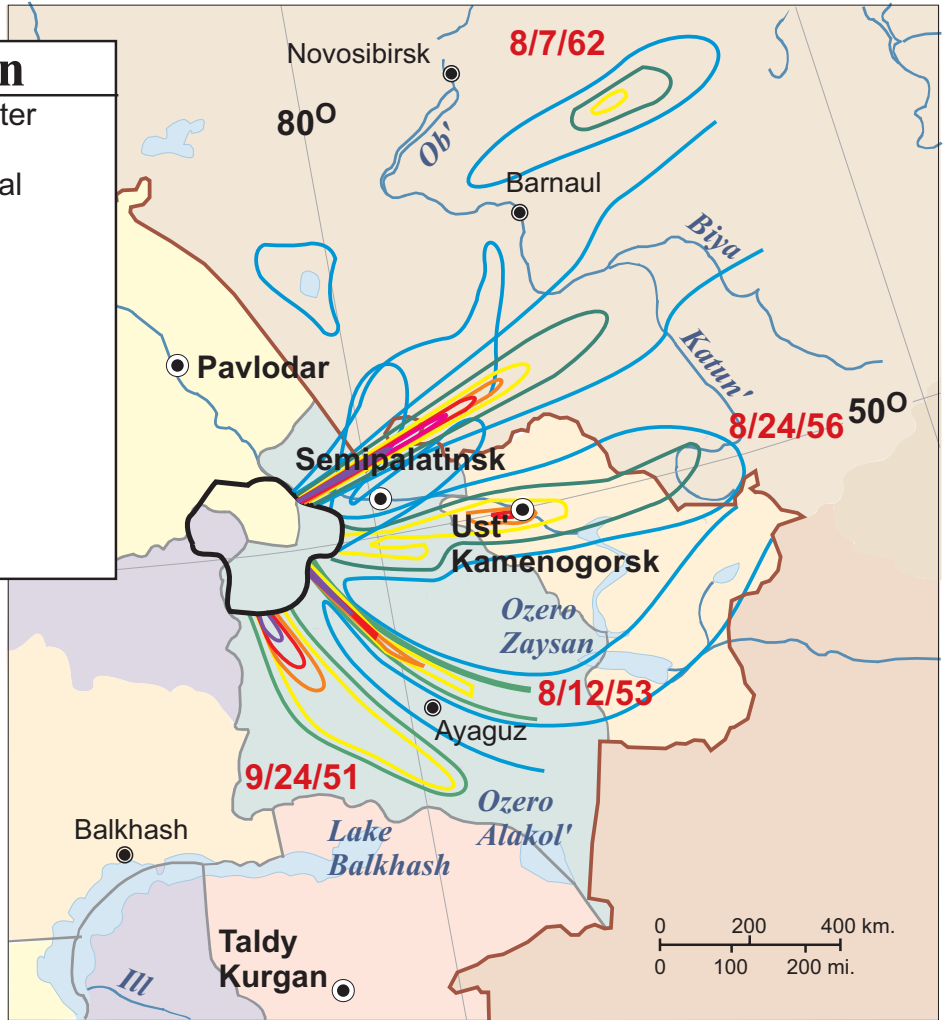 n
ter
al
Novosibirsk
8/7/62
80O
Ob'
Barnaul
Biya
Pavlodar
Katun'
50O
8/24/56
Semipalatinsk
Ust'
Kamenogorsk
Ozero
Zaysan
8/12/53
Ayaguz
9/24/51
Ozero
Alakol'
Balkhash
Lake
Balkhash
0 200 400 km.
0 100 200 mi.
Taldy
Kurgan
Ill